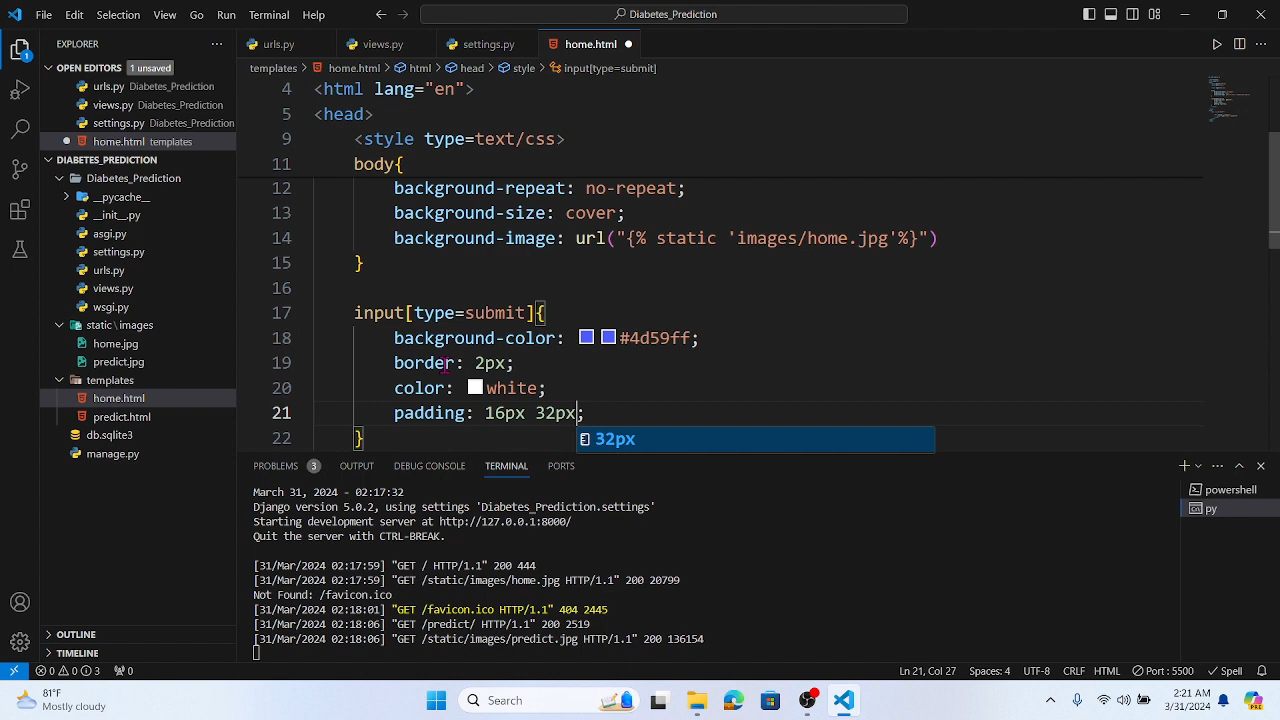 File Edit Selection View Go Run Terminal Help Diabetes_Prediction
EXPLORER
urls.py views.py settings.py home.html
OPEN EDITORS 1 unsaved
urls.py Diabetes_Prediction
views.py Diabetes_Prediction
settings.py Diabetes_Prediction
home.html templates
DIABETES_PREDICTION
Diabetes_Prediction
__pycache__
__init__.py
asgi.py
settings.py
urls.py
views.py
wsgi.py
static\images
home.jpg
predict.jpg
templates
home.html
predict.html
db.sqlite3
manage.py
OUTLINE
TIMELINE
templates > home.html > html > head > style > input[type=submit]
4 <html lang="en">
5 <head>
9 <style type=text/css>
11 body{
12 background-repeat: no-repeat;
13 background-size: cover;
14 background-image: url("{% static 'images/home.jpg'%}")
15 }
16
17 input[type=submit]{
18 background-color: #4d59ff;
19 border: 2px;
20 color: white;
21 padding: 16px 32px;
22 }
32px
PROBLEMS 3 OUTPUT DEBUG CONSOLE TERMINAL PORTS
March 31, 2024 - 02:17:32
Django version 5.0.2, using settings 'Diabetes_Prediction.settings'
Starting development server at http://127.0.0.1:8000/
Quit the server with CTRL-BREAK.
[31/Mar/2024 02:17:59] "GET / HTTP/1.1" 200 444
[31/Mar/2024 02:17:59] "GET /static/images/home.jpg HTTP/1.1" 200 20799
Not Found: /favicon.ico
[31/Mar/2024 02:18:01] "GET /favicon.ico HTTP/1.1" 404 2445
[31/Mar/2024 02:18:06] "GET /predict/ HTTP/1.1" 200 2519
[31/Mar/2024 02:18:06] "GET /static/images/predict.jpg HTTP/1.1" 200 136154
powershell
py
0 0 3 0 Ln 21, Col 27 Spaces: 4 UTF-8 CRLF HTML Port : 5500 Spell
81°F
Mostly cloudy
Search
2:21 AM
3/31/2024